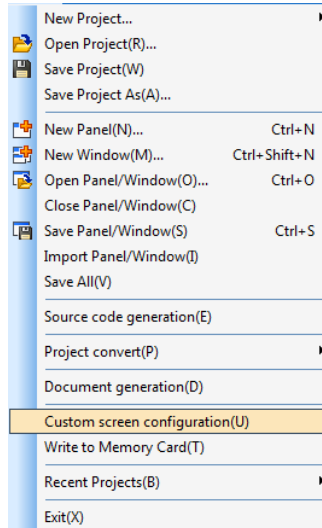 New Project...
Open Project(R)...
Save Project(W)
Save Project As(A)...
New Panel(N)... Ctrl+N
New Window(M)... Ctrl+Shift+N
Open Panel/Window(O)... Ctrl+O
Close Panel/Window(C)
Save Panel/Window(S) Ctrl+S
Import Panel/Window(I)
Save All(V)
Source code generation(E)
Project convert(P)
Document generation(D)
Custom screen configuration(U)
Write to Memory Card(T)
Recent Projects(B)
Exit(X)